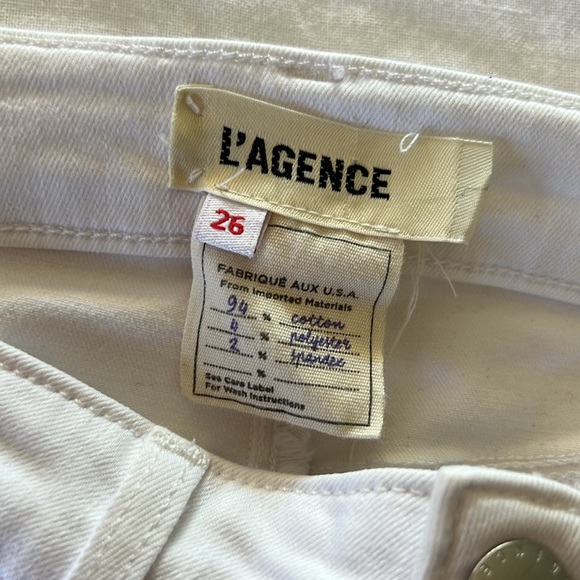 L'AGENCE
26
FABRIQUÉ AUX U.S.A.
From Imported Materials
94 % cotton
4 % polyester
2 % spandex
%
See Care Label
For Wash Instructions